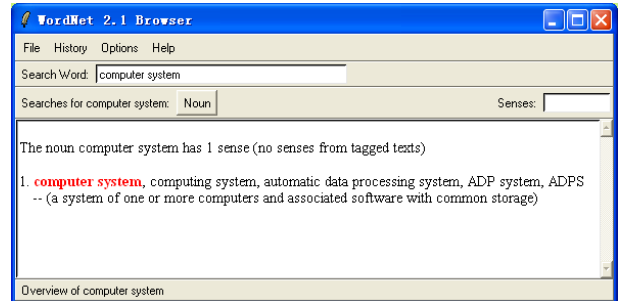 WordNet 2.1 Browser
File History Options Help
Search Word: computer system
Searches for computer system: Noun Senses:
The noun computer system has 1 sense (no senses from tagged texts)
1. computer system, computing system, automatic data processing system, ADP system, ADPS
-- (a system of one or more computers and associated software with common storage)
Overview of computer system